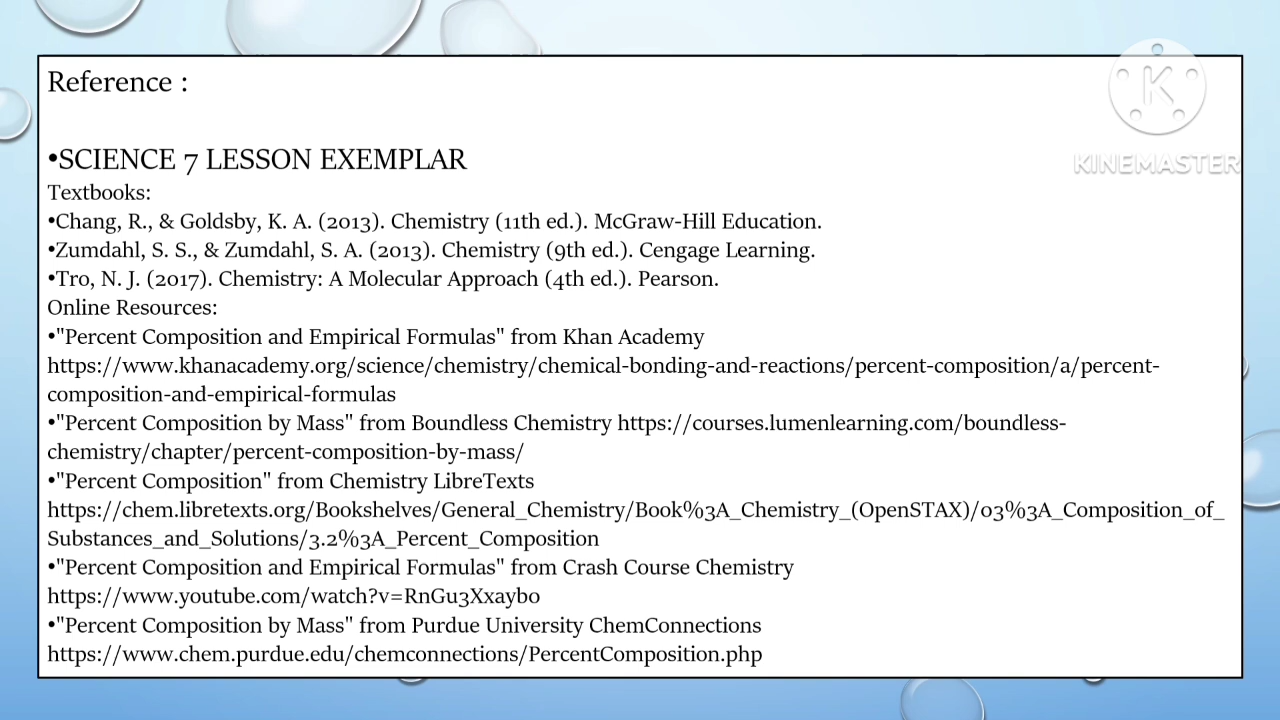 Reference :
•SCIENCE 7 LESSON EXEMPLAR
Textbooks:
•Chang, R., & Goldsby, K. A. (2013). Chemistry (11th ed.). McGraw-Hill Education.
•Zumdahl, S. S., & Zumdahl, S. A. (2013). Chemistry (9th ed.). Cengage Learning.
•Tro, N. J. (2017). Chemistry: A Molecular Approach (4th ed.). Pearson.
Online Resources:
•"Percent Composition and Empirical Formulas" from Khan Academy
https://www.khanacademy.org/science/chemistry/chemical-bonding-and-reactions/percent-composition/a/percent-
composition-and-empirical-formulas
•"Percent Composition by Mass" from Boundless Chemistry https://courses.lumenlearning.com/boundless-
chemistry/chapter/percent-composition-by-mass/
•"Percent Composition" from Chemistry LibreTexts
https://chem.libretexts.org/Bookshelves/General_Chemistry/Book%3A_Chemistry_(OpenSTAX)/03%3A_Composition_of_
Substances_and_Solutions/3.2%3A_Percent_Composition
•"Percent Composition and Empirical Formulas" from Crash Course Chemistry
https://www.youtube.com/watch?v=RnGu3Xxaybo
•"Percent Composition by Mass" from Purdue University ChemConnections
https://www.chem.purdue.edu/chemconnections/PercentComposition.php
K
KINEMASTER